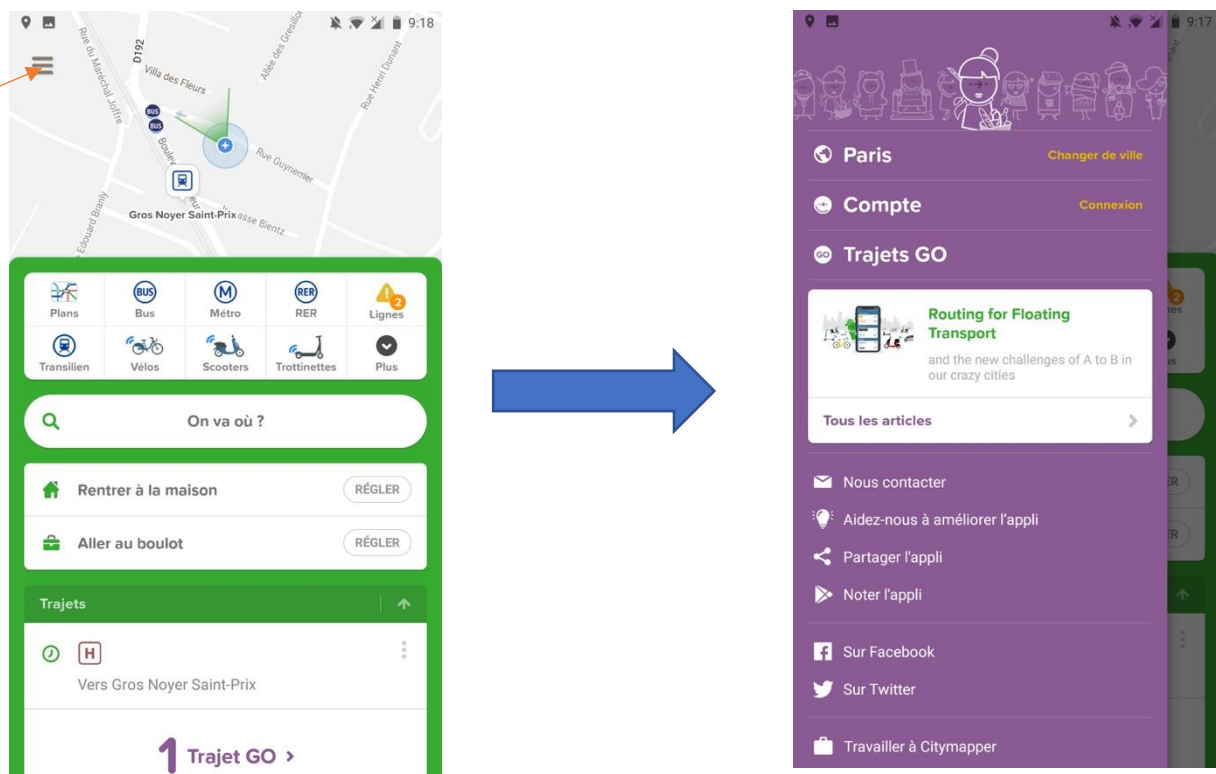 9:18
Rue du Maréchal Joffre
D192
Villa des Fleurs
Allée des Gresillons
Rue Henri Dunant
BUS
BUS
Rue Guynemer
Gros Noyer Saint-Prix
Bientz
Edouard Branly
Plans
BUS
Bus
M
Métro
RER
RER
2
Lignes
Transilien
Vélos
Scooters
Trottinettes
Plus
On va où ?
Rentrer à la maison
RÉGLER
Aller au boulot
RÉGLER
Trajets
H
Vers Gros Noyer Saint-Prix
1 Trajet GO >
9:17
Paris
Changer de ville
Compte
Connexion
GO
Trajets GO
Routing for Floating
Transport
and the new challenges of A to B in
our crazy cities
Tous les articles
Nous contacter
Aidez-nous à améliorer l'appli
Partager l'appli
Noter l'appli
Sur Facebook
Sur Twitter
Travailler à Citymapper
2